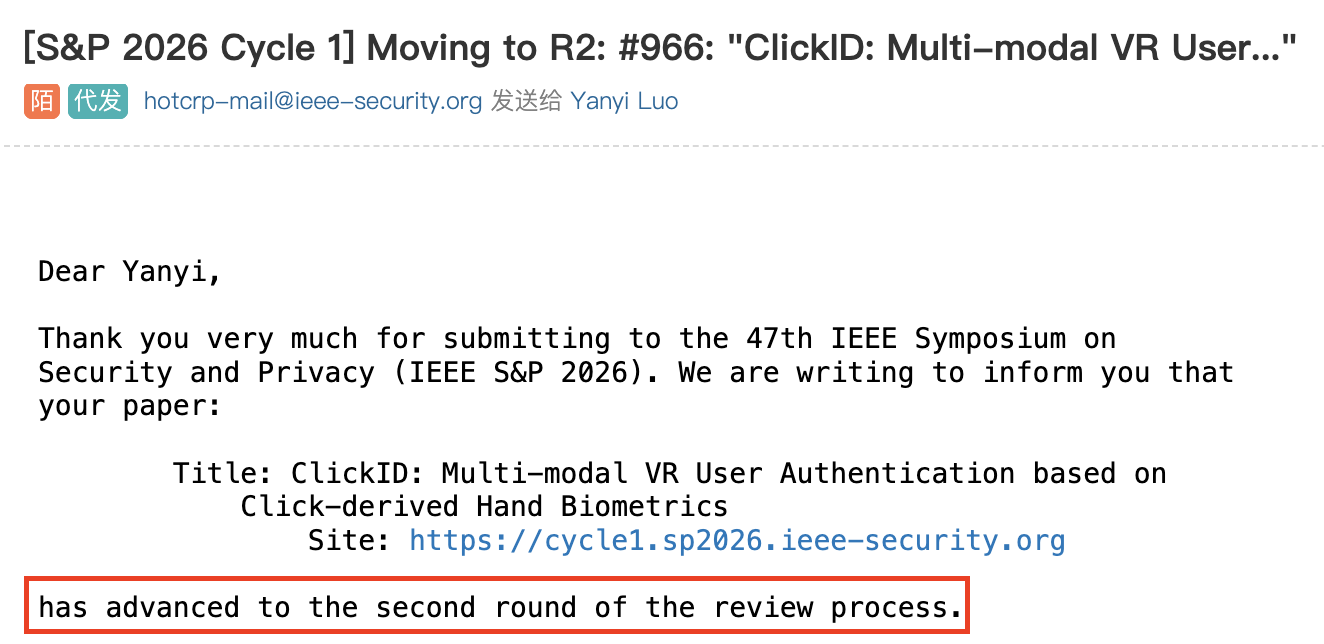 [S&P 2026 Cycle 1] Moving to R2: #966: "ClickID: Multi-modal VR User..."
陌 代发 hotcrp-mail@ieee-security.org 发送给 Yanyi Luo
Dear Yanyi,
Thank you very much for submitting to the 47th IEEE Symposium on
Security and Privacy (IEEE S&P 2026). We are writing to inform you that
your paper:
Title: ClickID: Multi-modal VR User Authentication based on
Click-derived Hand Biometrics
Site: https://cycle1.sp2026.ieee-security.org
has advanced to the second round of the review process.